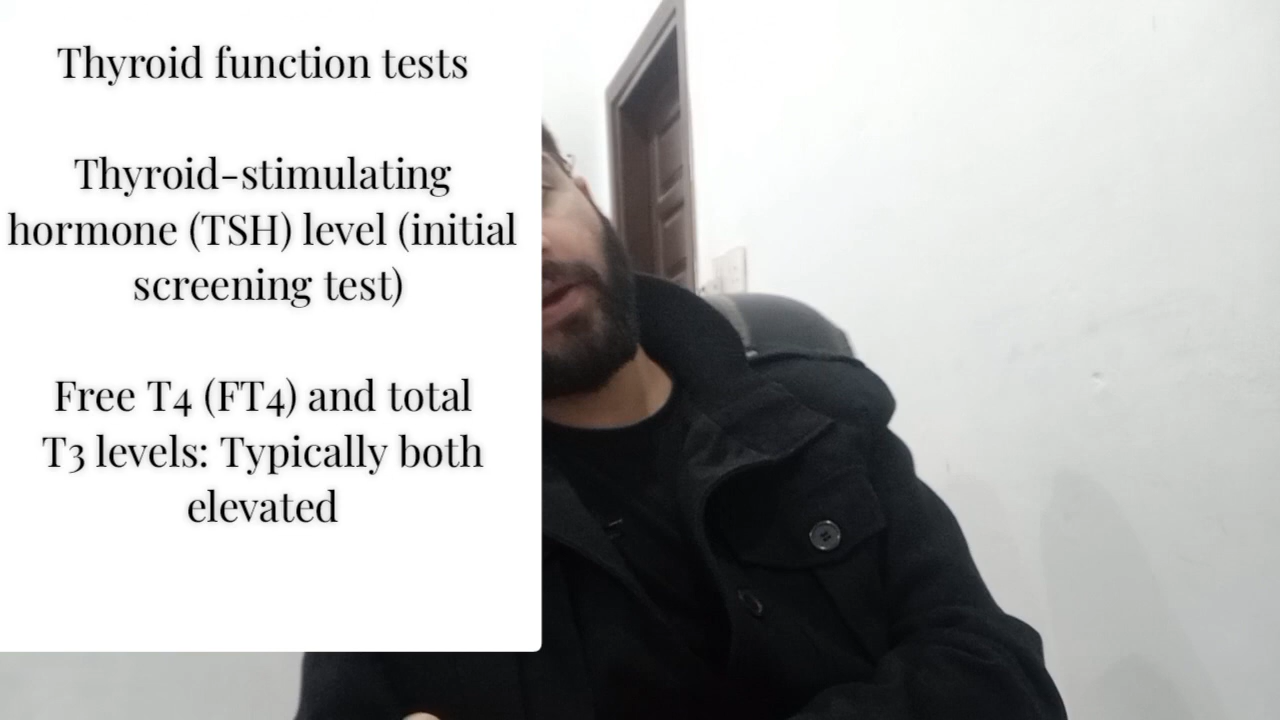 Thyroid function tests
Thyroid-stimulating
hormone (TSH) level (initial
screening test)
Free T4 (FT4) and total
T3 levels: Typically both
elevated